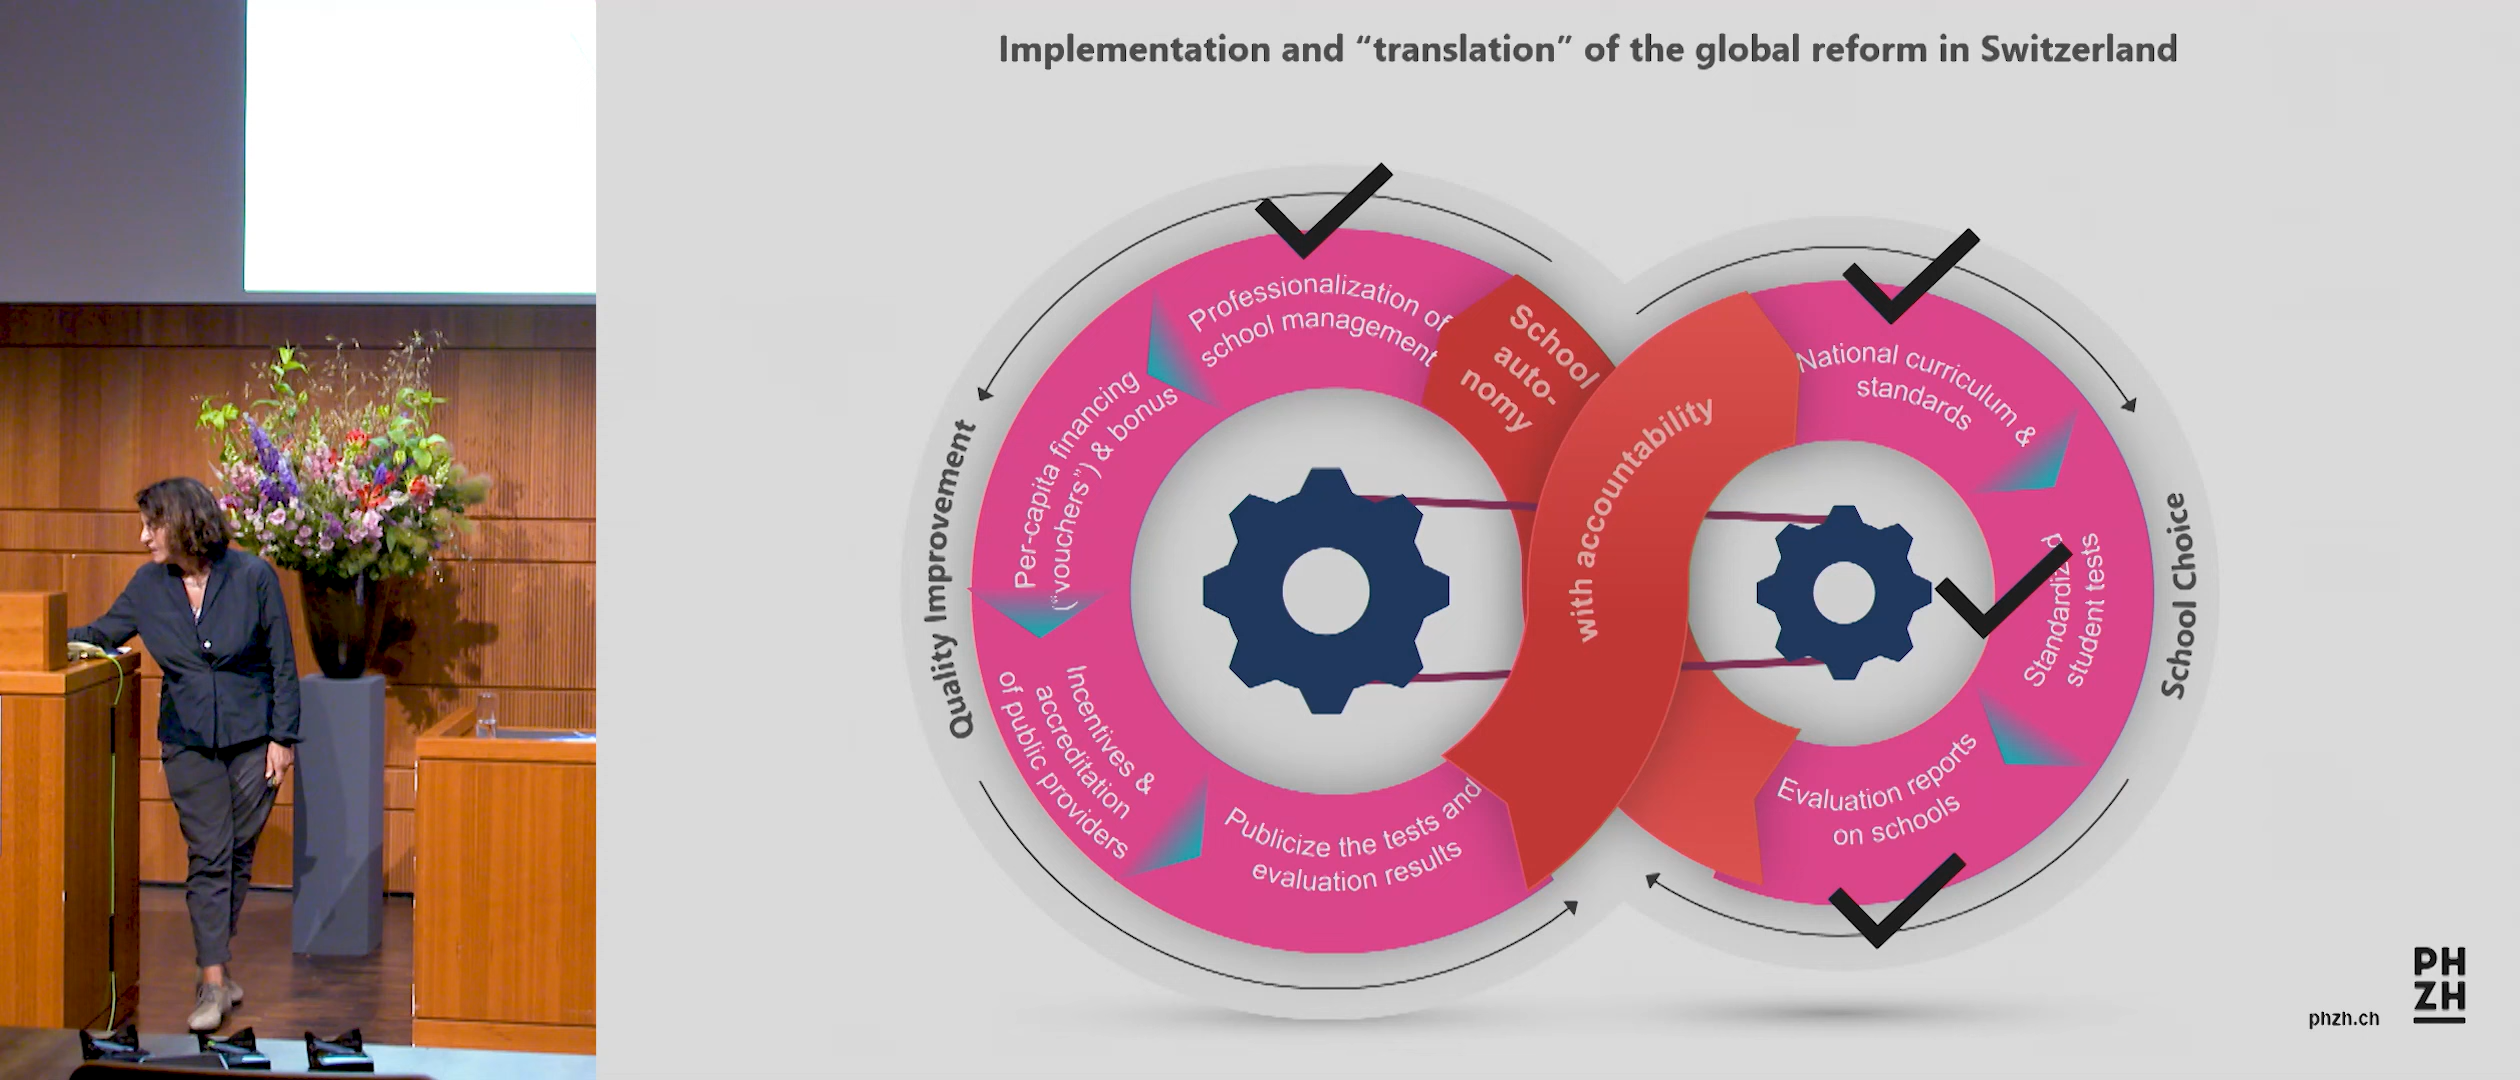 Implementation and “translation” of the global reform in Switzerland
Quality Improvement
Professionalization of
school management
Per-capita financing
(“vouchers”) & bonus
Incentives &
accreditation
of public providers
Publicize the tests and
evaluation results
School
auto-
nomy
with accountability
National curriculum &
standards
Standardized
student tests
Evaluation reports
on schools
School Choice
phzh.ch
PH
ZH